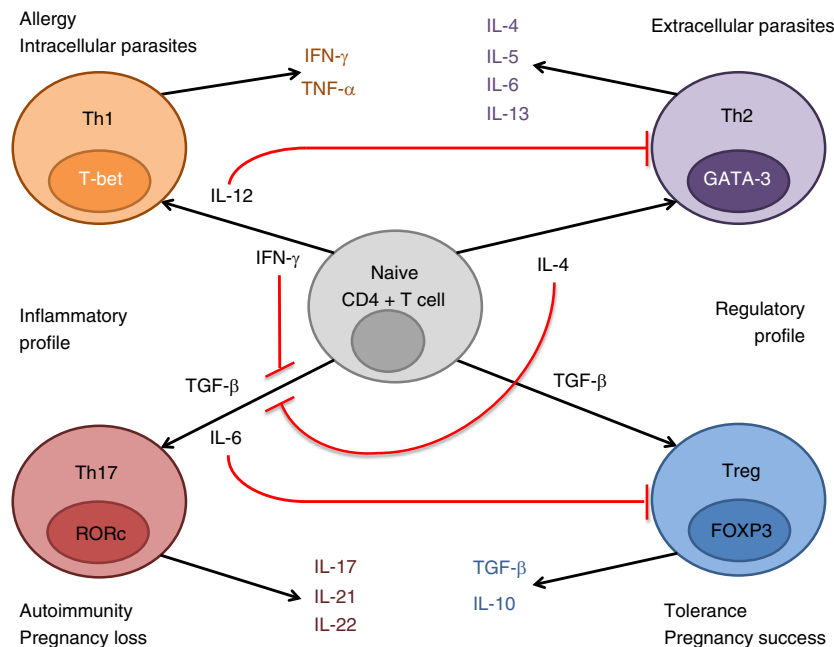 Allergy
Intracellular parasites
Th1
T-bet
IFN-γ
TNF-α
IL-4
IL-5
IL-6
IL-13
Extracellular parasites
Th2
GATA-3
IL-12
IFN-γ
Naive
CD4 + T cell
IL-4
Inflammatory
profile
Regulatory
profile
TGF-β
TGF-β
IL-6
Th17
RORc
Treg
FOXP3
IL-17
IL-21
IL-22
TGF-β
IL-10
Autoimmunity
Pregnancy loss
Tolerance
Pregnancy success